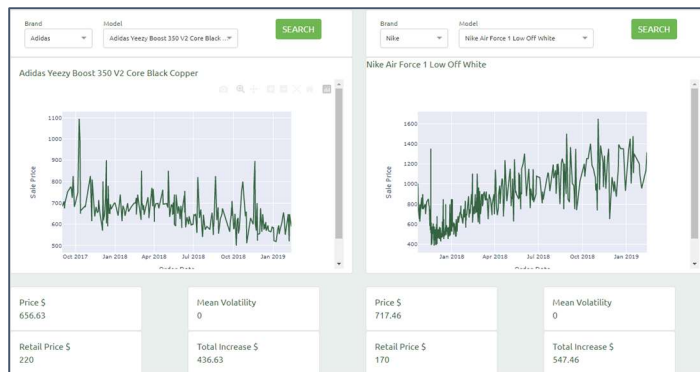 Brand
Model
Adidas
Adidas Yeezy Boost 350 V2 Core Black ...
SEARCH
Adidas Yeezy Boost 350 V2 Core Black Copper
1100
1000
900
800
700
600
500
Sale Price
Oct 2017
Jan 2018
Apr 2018
Jul 2018
Oct 2018
Jan 2019
Price $
656.63
Mean Volatility
0
Retail Price $
220
Total Increase $
436.63
Brand
Model
Nike
Nike Air Force 1 Low Off White
SEARCH
Nike Air Force 1 Low Off White
1600
1400
1200
1000
800
600
400
Sale Price
Jan 2018
Apr 2018
Jul 2018
Oct 2018
Jan 2019
Price $
717.46
Mean Volatility
0
Retail Price $
170
Total Increase $
547.46